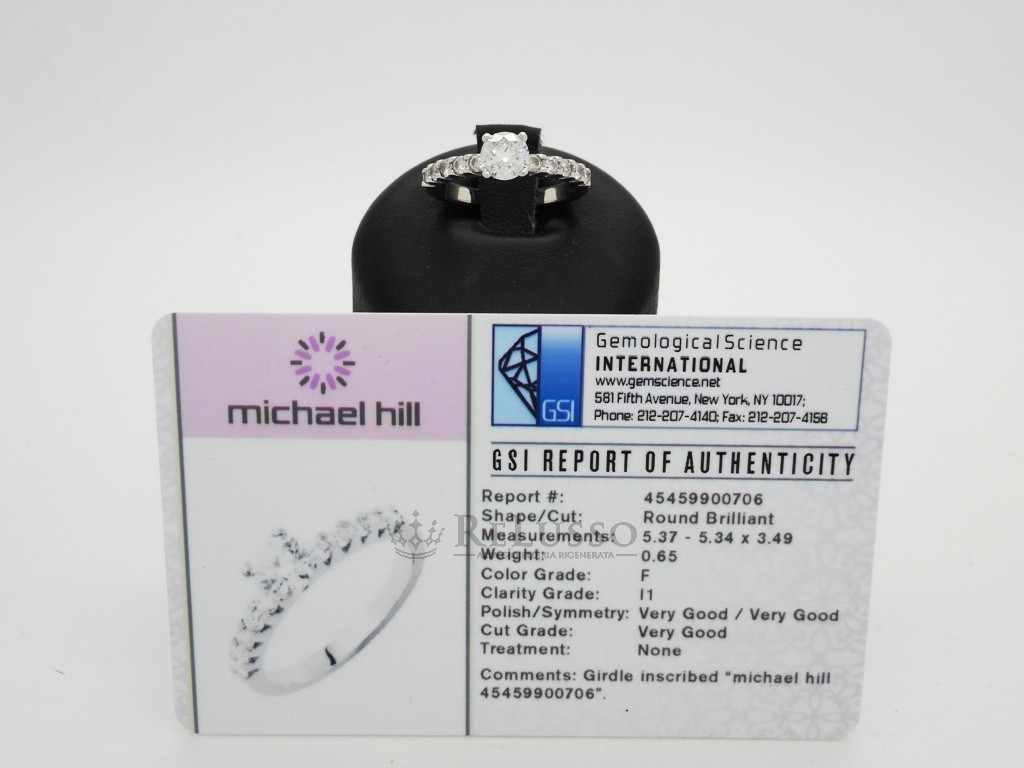 michael hill
GSI
Gemological Science
INTERNATIONAL
www.gemscience.net
581 Fifth Avenue, New York, NY 10017;
Phone: 212-207-4140; Fax: 212-207-4156
GSI REPORT OF AUTHENTICITY
Report #: 45459900706
Shape/Cut: Round Brilliant
Measurements: 5.37 - 5.34 x 3.49
Weight: 0.65
Color Grade: F
Clarity Grade: I1
Polish/Symmetry: Very Good / Very Good
Cut Grade: Very Good
Treatment: None
Comments: Girdle inscribed "michael hill
45459900706".
RELUSSO
RIGENERATA